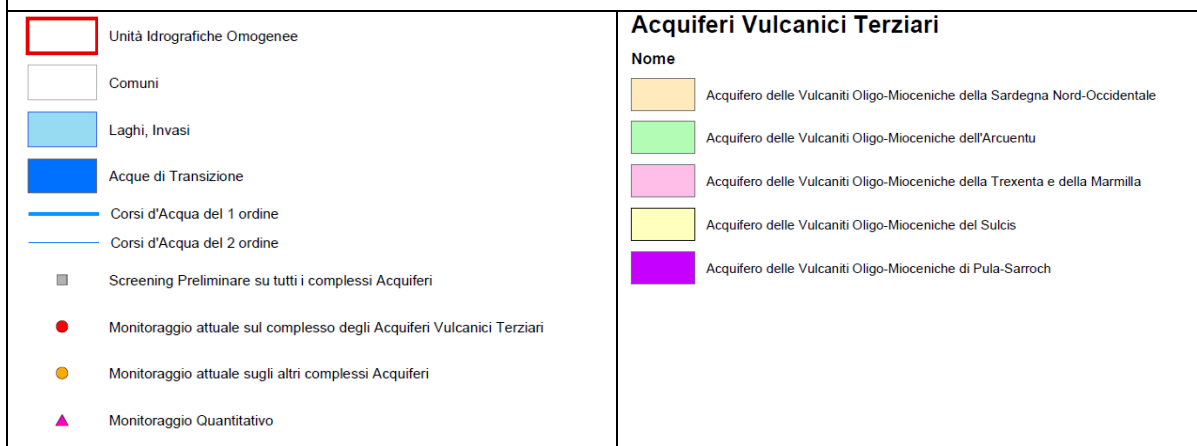 Unità Idrografiche Omogenee
Comuni
Laghi, Invasi
Acque di Transizione
Corsi d'Acqua del 1 ordine
Corsi d'Acqua del 2 ordine
Screening Preliminare su tutti i complessi Acquiferi
Monitoraggio attuale sul complesso degli Acquiferi Vulcanici Terziari
Monitoraggio attuale sugli altri complessi Acquiferi
Monitoraggio Quantitativo
Acquiferi Vulcanici Terziari
Nome
Acquifero delle Vulcaniti Oligo-Mioceniche della Sardegna Nord-Occidentale
Acquifero delle Vulcaniti Oligo-Mioceniche dell'Arcuentu
Acquifero delle Vulcaniti Oligo-Mioceniche della Trexenta e della Marmilla
Acquifero delle Vulcaniti Oligo-Mioceniche del Sulcis
Acquifero delle Vulcaniti Oligo-Mioceniche di Pula-Sarroch